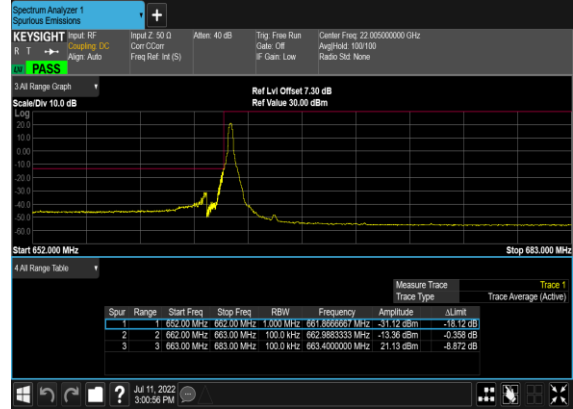 Spectrum Analyzer 1
Spurious Emissions
KEYSIGHT Input: RF Input Z: 50 Ω Atten: 40 dB Trig: Free Run Center Freq: 22.005000000 GHz
R T Coupling: DC Corr CCorr Gate: Off Avg|Hold: 100/100
Align: Auto Freq Ref: Int (S) IF Gain: Low Radio Std: None
PASS
3 All Range Graph
Ref Lvl Offset 7.30 dB
Scale/Div 10.0 dB Ref Value 30.00 dBm
Log
20.0
10.0
0.00
-10.0
-20.0
-30.0
-40.0
-50.0
-60.0
Start 652.000 MHz Stop 683.000 MHz
4 All Range Table
Measure Trace Trace 1
Trace Type Trace Average (Active)
Spur Range Start Freq Stop Freq RBW Frequency Amplitude ΔLimit
1 1 652.00 MHz 662.00 MHz 1.000 MHz 661.8666667 MHz -31.12 dBm -18.12 dB
2 2 662.00 MHz 663.00 MHz 100.0 kHz 662.9883333 MHz -13.36 dBm -0.358 dB
3 3 663.00 MHz 683.00 MHz 100.0 kHz 663.4000000 MHz 21.13 dBm -8.872 dB
Jul 11, 2022
3:00:56 PM